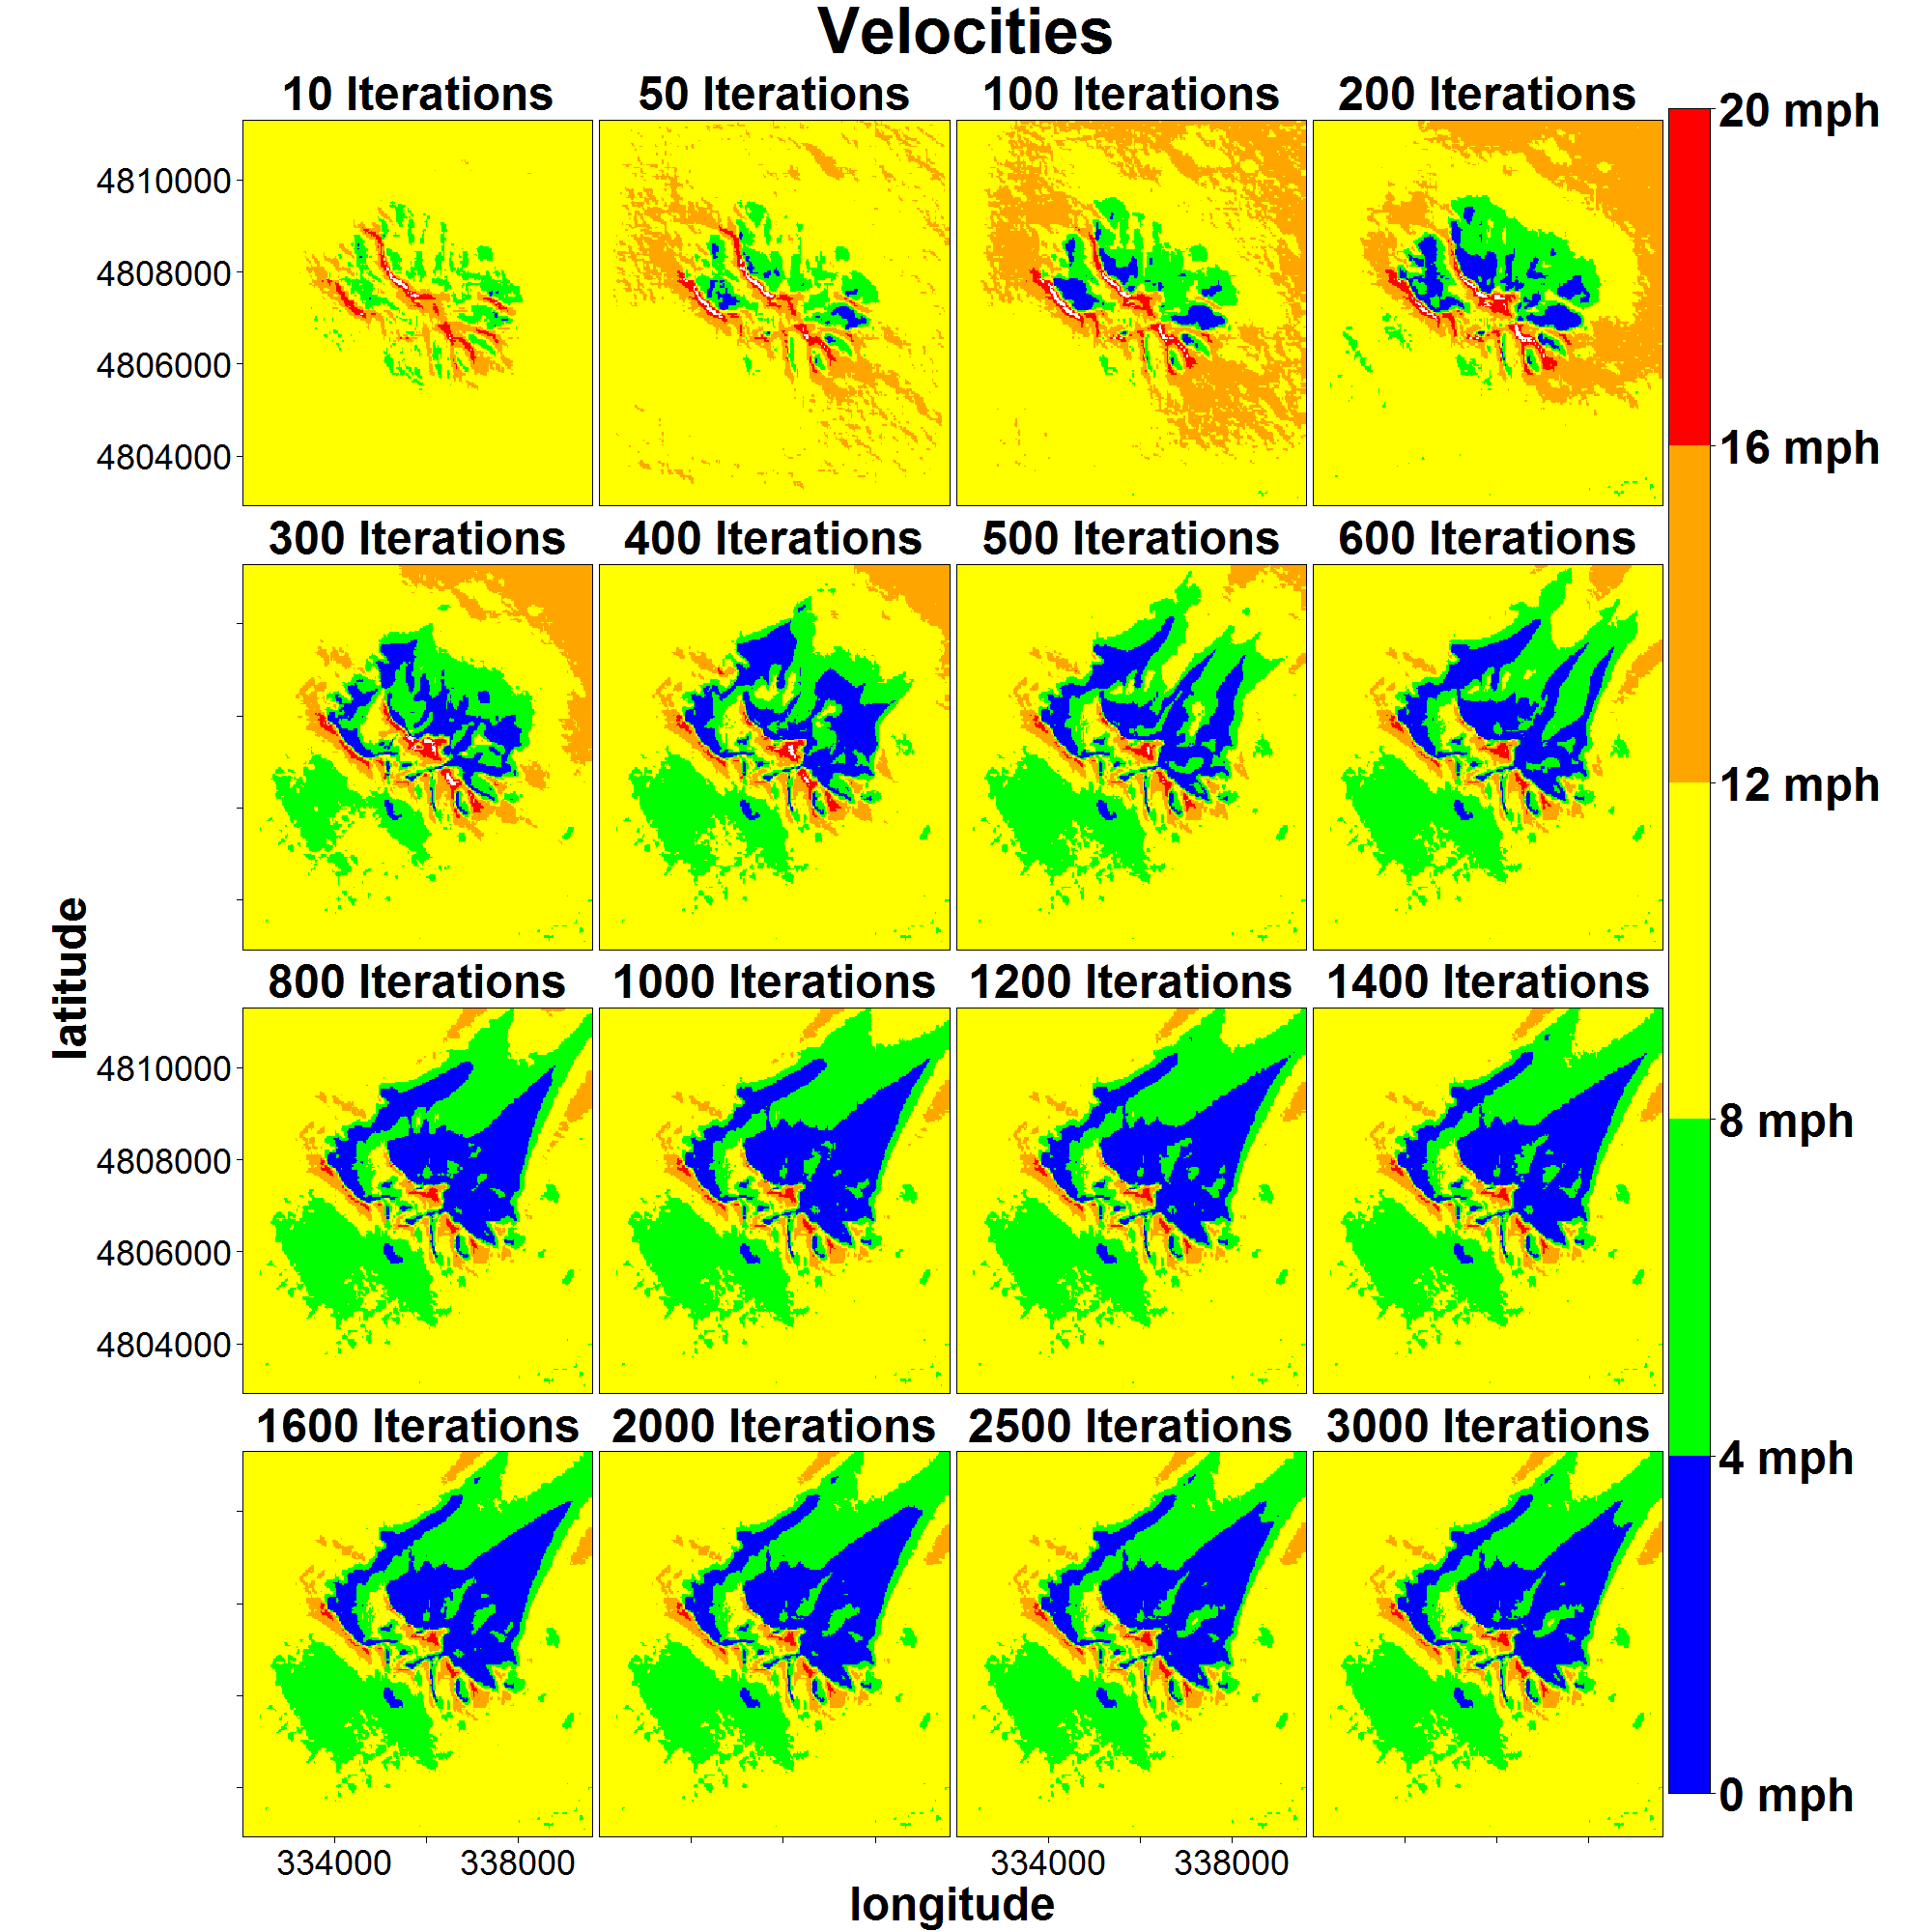 Velocities
10 Iterations
50 Iterations
100 Iterations
200 Iterations
20 mph
16 mph
12 mph
8 mph
4 mph
0 mph
4810000
4808000
4806000
4804000
300 Iterations
400 Iterations
500 Iterations
600 Iterations
latitude
800 Iterations
1000 Iterations
1200 Iterations
1400 Iterations
4810000
4808000
4806000
4804000
1600 Iterations
2000 Iterations
2500 Iterations
3000 Iterations
334000
338000
334000
338000
longitude